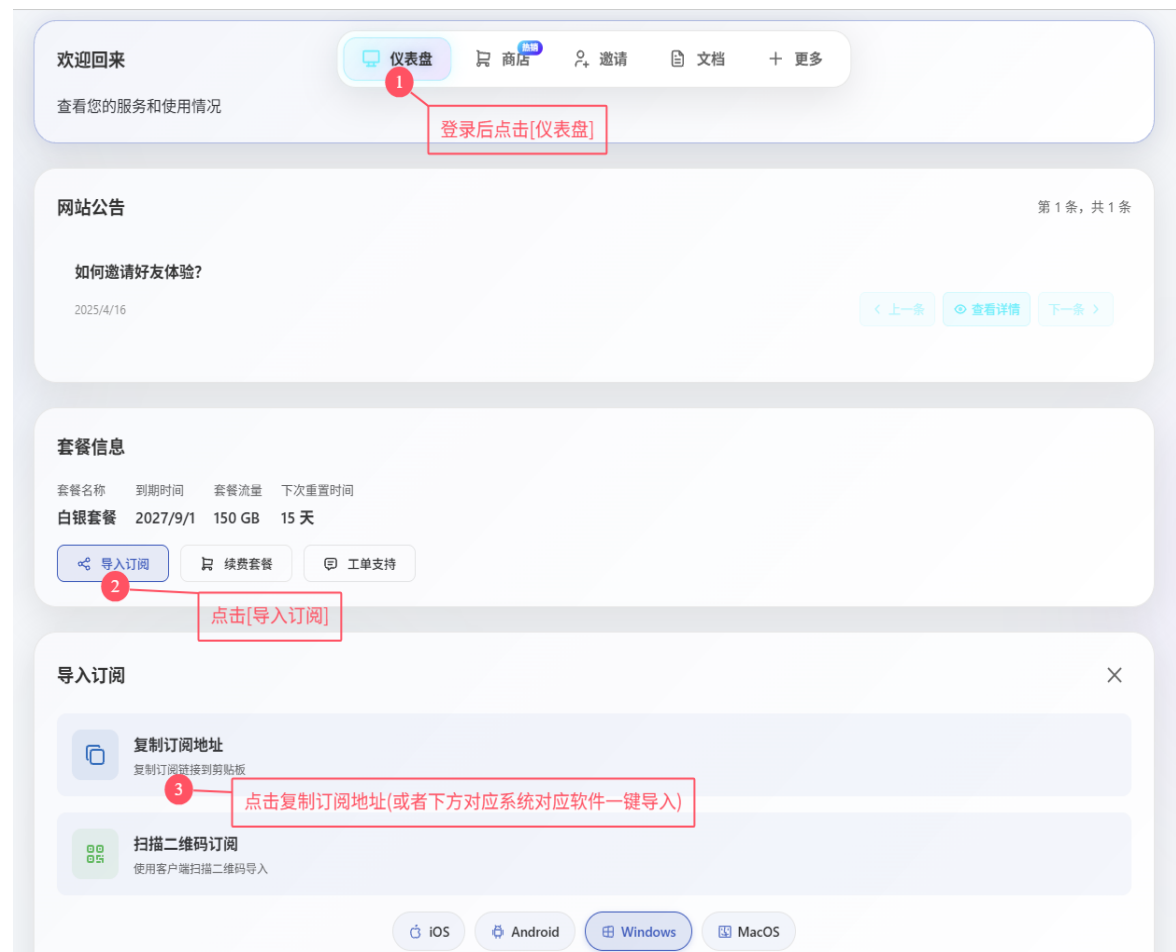 欢迎回来
仪表盘
商店
热销
邀请
文档
更多
1
查看您的服务和使用情况
登录后点击[仪表盘]
网站公告
第 1 条，共 1 条
如何邀请好友体验?
2025/4/16
上一条
查看详情
下一条
套餐信息
套餐名称 到期时间 套餐流量 下次重置时间
白银套餐 2027/9/1 150 GB 15 天
导入订阅
续费套餐
工单支持
2
点击[导入订阅]
导入订阅
复制订阅地址
复制订阅链接到剪贴板
3
点击复制订阅地址(或者下方对应系统对应软件一键导入)
扫描二维码订阅
使用客户端扫描二维码导入
iOS
Android
Windows
MacOS